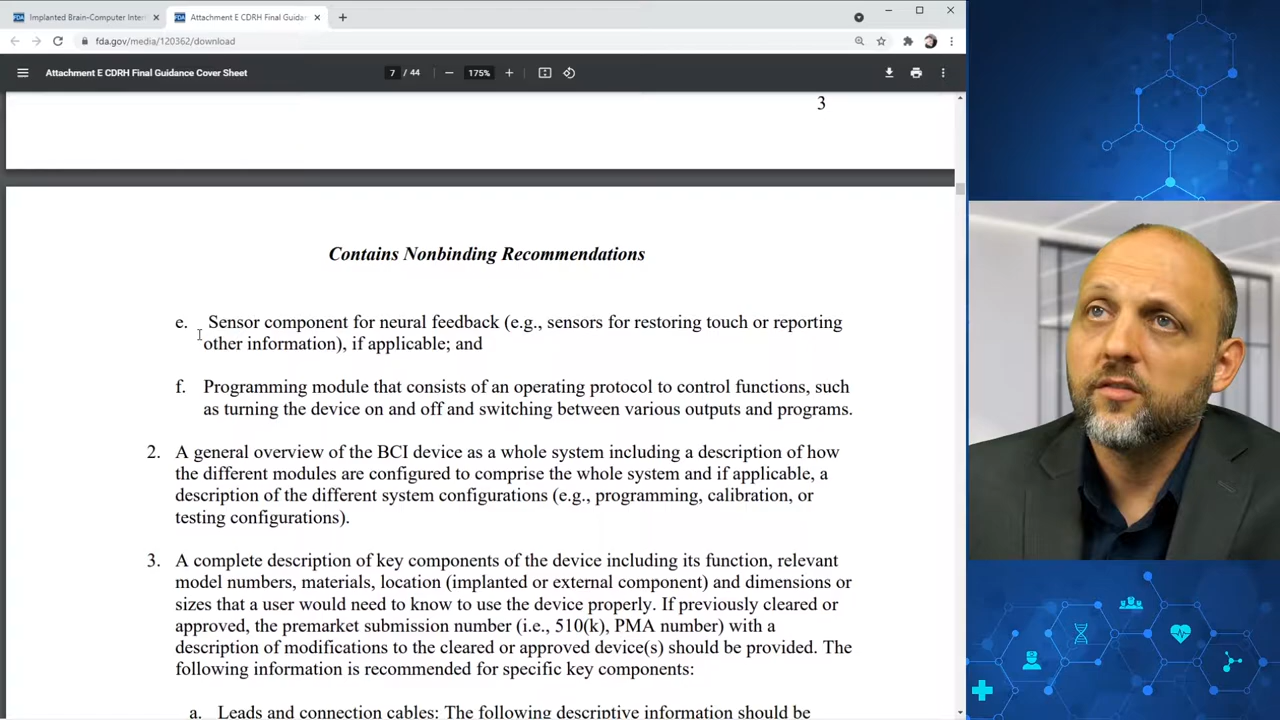 Implanted Brain-Computer Inter
Attachment E CDRH Final Guidan
fda.gov/media/120362/download
Attachment E CDRH Final Guidance Cover Sheet
7 / 44
175%
3
Contains Nonbinding Recommendations
e. Sensor component for neural feedback (e.g., sensors for restoring touch or reporting
other information), if applicable; and
f. Programming module that consists of an operating protocol to control functions, such
as turning the device on and off and switching between various outputs and programs.
2. A general overview of the BCI device as a whole system including a description of how
the different modules are configured to comprise the whole system and if applicable, a
description of the different system configurations (e.g., programming, calibration, or
testing configurations).
3. A complete description of key components of the device including its function, relevant
model numbers, materials, location (implanted or external component) and dimensions or
sizes that a user would need to know to use the device properly. If previously cleared or
approved, the premarket submission number (i.e., 510(k), PMA number) with a
description of modifications to the cleared or approved device(s) should be provided. The
following information is recommended for specific key components:
a. Leads and connection cables: The following descriptive information should be